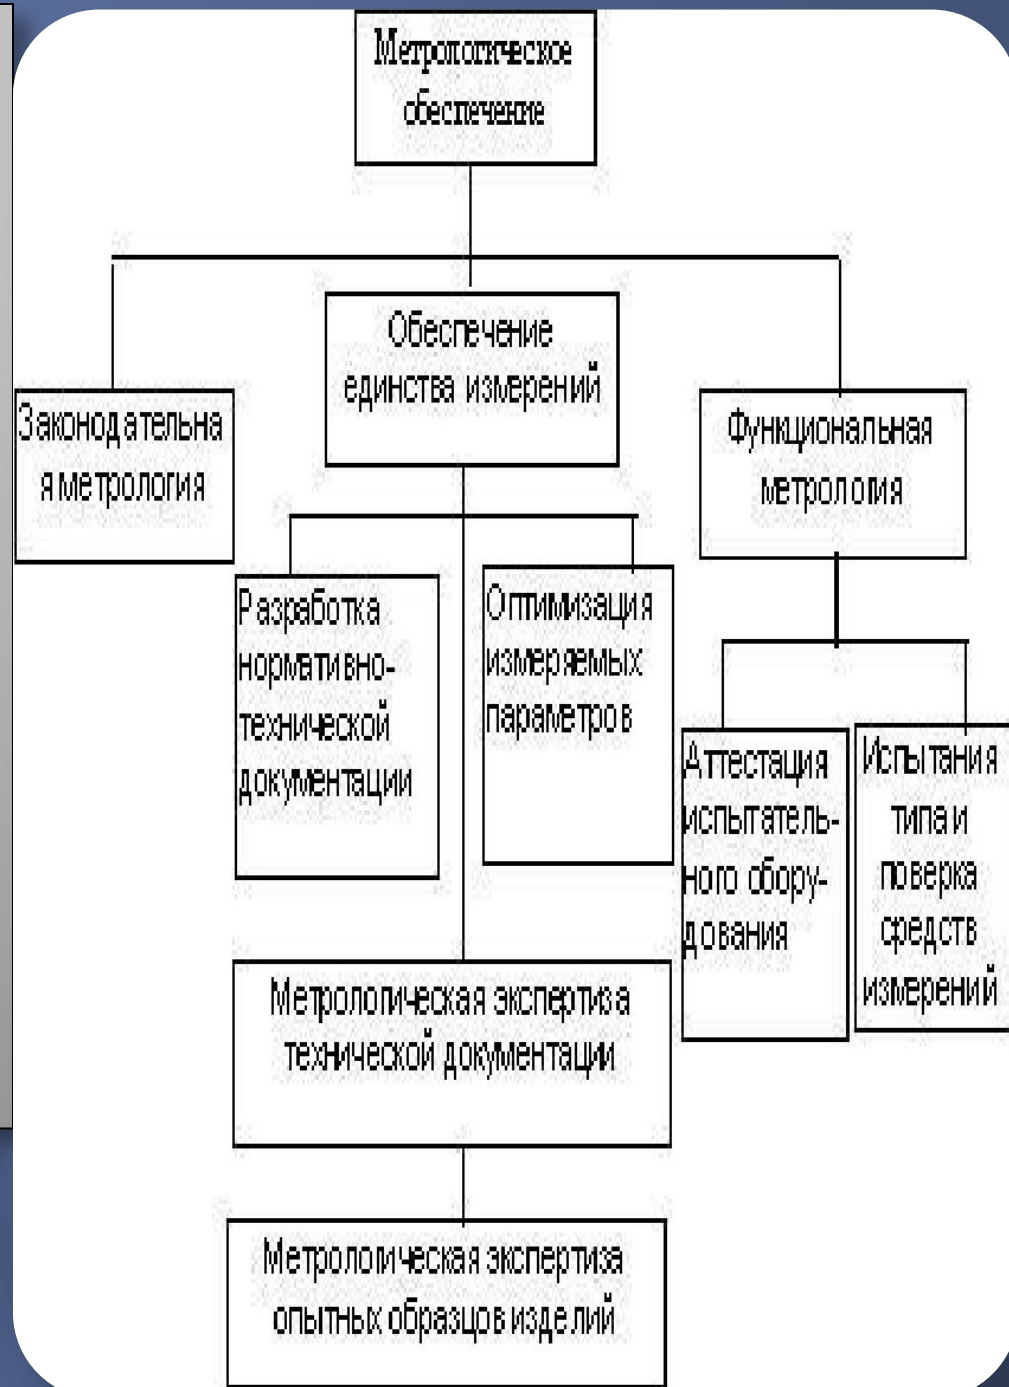 Метрологическое
обеспечение
Обеспечение
единства измерений
Законодательна
я метрология
Функциональная
метрология
Разработка
нормативно-
технической
документации
Оптимизация
измеряемых
параметров
Аттестация
испытатель-
ного обору-
дования
Испытания
типа и
поверка
средств
измерений
Метрологическая экспертиза
технической документации
Метрологическая экспертиза
опытных образцов изделий